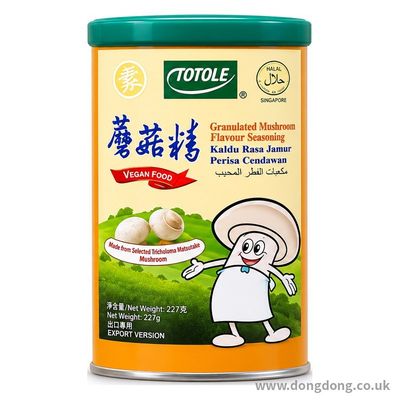 素
TOTOLE
®
HALAL
حلال
SINGAPORE
蘑菇精
Granulated Mushroom
Flavour Seasoning
Kaldu Rasa Jamur
Perisa Cendawan
مكعبات الفطر المحبب
VEGAN FOOD
Made from Selected Tricholoma Matsutake
Mushroom
淨含量/Net Weight: 227克
Net Weight: 227g
出口專用
EXPORT VERSION
www.dongdong.co.uk